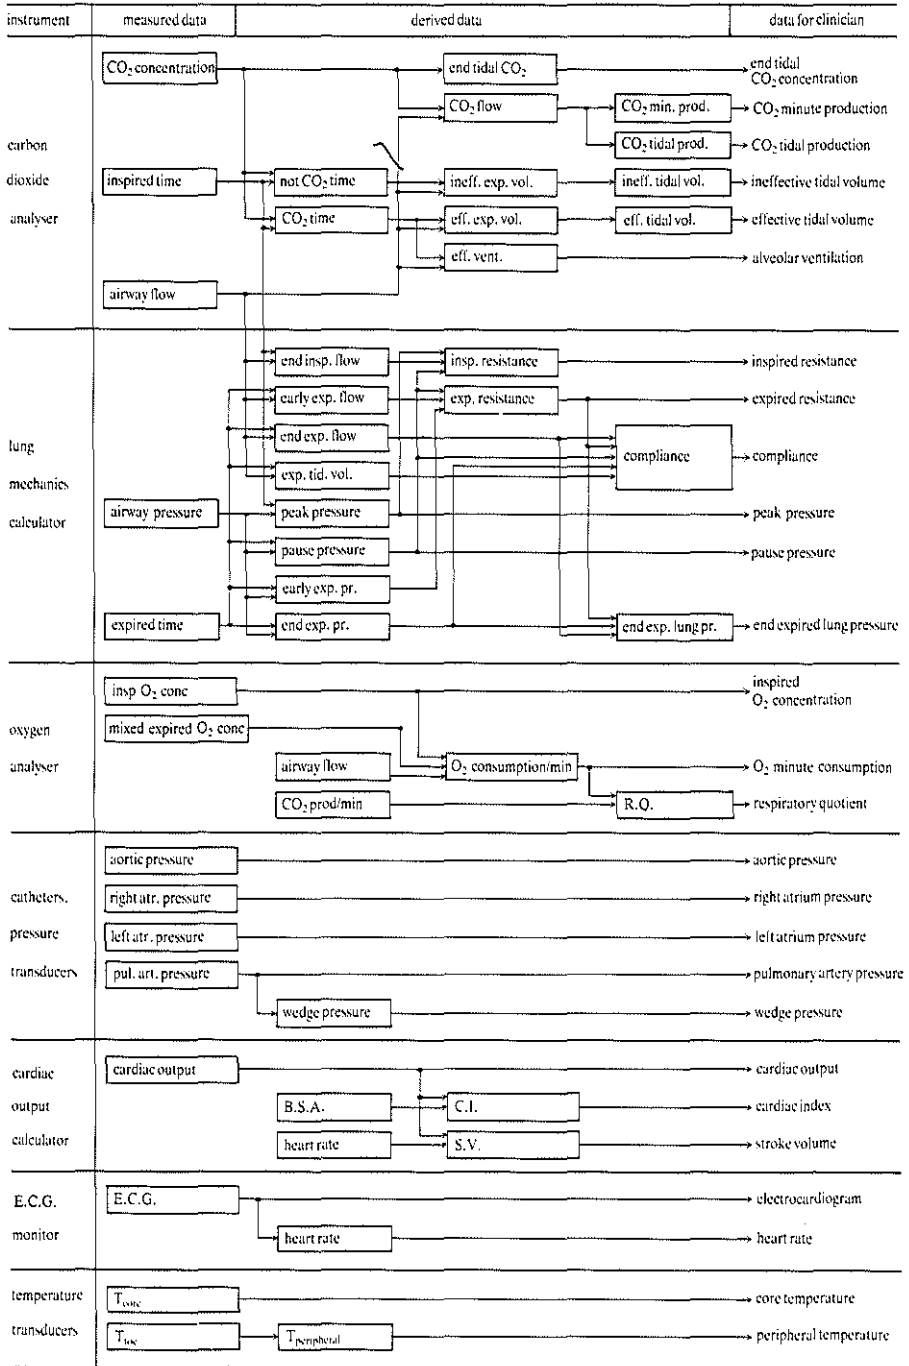 instrument measured data derived data data for clinician
CO₂ concentration end tidal CO₂ end tidal
CO₂ concentration
CO₂ flow CO₂ min. prod. CO₂ minute production
carbon CO₂ tidal prod. CO₂ tidal production
dioxide inspired time not CO₂ time ineff. exp. vol. ineff. tidal vol. ineffective tidal volume
analyser CO₂ time eff. exp. vol. eff. tidal vol. effective tidal volume
eff. vent. alveolar ventilation
airway flow
end insp. flow insp. resistance inspired resistance
early exp. flow exp. resistance expired resistance
end exp. flow
lung compliance compliance
exp. tid. vol.
mechanics
airway pressure peak pressure peak pressure
calculator
pause pressure pause pressure
early exp. pr.
expired time end exp. pr. end exp. lung pr. end expired lung pressure
insp O₂ conc inspired
O₂ concentration
oxygen mixed expired O₂ conc
analyser airway flow O₂ consumption/min O₂ minute consumption
CO₂ prod/min R.Q. respiratory quotient
aortic pressure aortic pressure
catheters. right atr. pressure right atrium pressure
pressure left atr. pressure left atrium pressure
transducers pul. art. pressure pulmonary artery pressure
wedge pressure wedge pressure
cardiac cardiac output cardiac output
output B.S.A. C.I. cardiac index
calculator heart rate S.V. stroke volume
E.C.G. E.C.G. electrocardiogram
monitor heart rate heart rate
temperature T core core temperature
transducers T toe T peripheral peripheral temperature